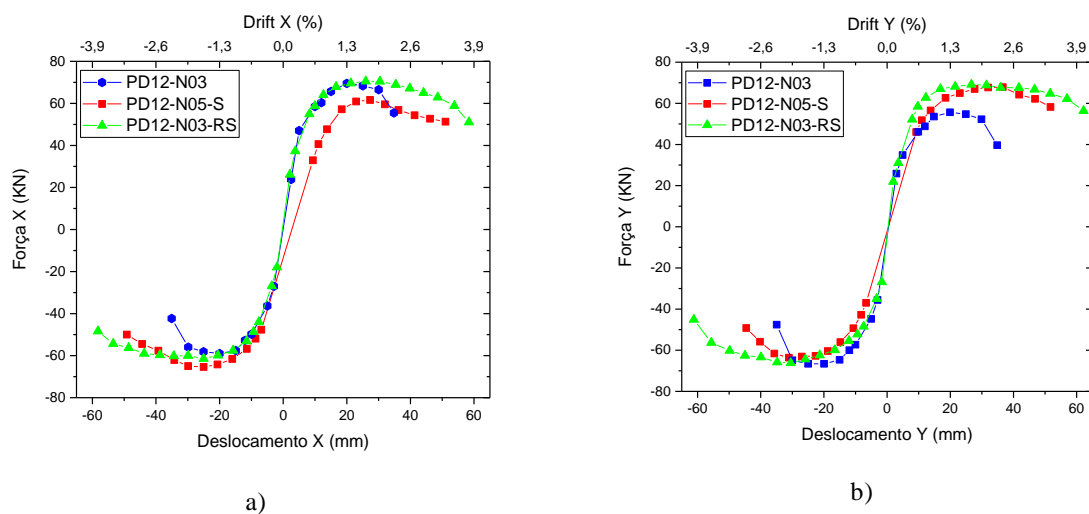 Drift X (%)
-3,9 -2,6 -1,3 0,0 1,3 2,6 3,9
80
60
40
20
0
-20
-40
-60
-80
Força X (KN)
PD12-N03
PD12-N05-S
PD12-N03-RS
-60 -40 -20 0 20 40 60
Deslocamento X (mm)
a)
Drift Y (%)
-3,9 -2,6 -1,3 0,0 1,3 2,6 3,9
80
60
40
20
0
-20
-40
-60
-80
Força Y (KN)
PD12-N03
PD12-N05-S
PD12-N03-RS
-60 -40 -20 0 20 40 60
Deslocamento Y (mm)
b)